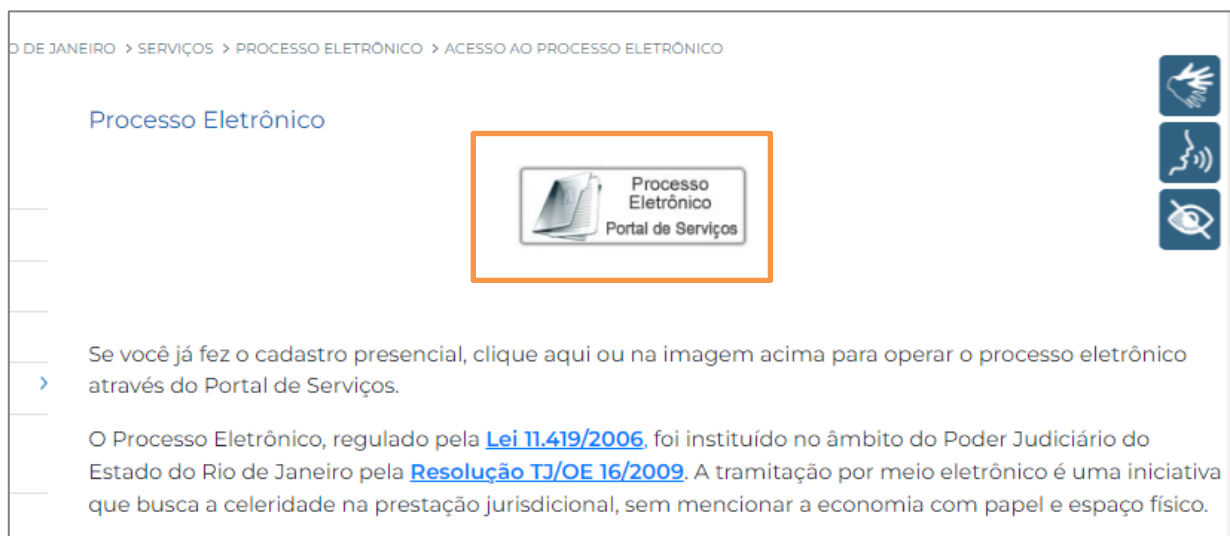 O DE JANEIRO > SERVIÇOS > PROCESSO ELETRÔNICO > ACESSO AO PROCESSO ELETRÔNICO
Processo Eletrônico
Processo
Eletrônico
Portal de Serviços
Se você já fez o cadastro presencial, clique aqui ou na imagem acima para operar o processo eletrônico
através do Portal de Serviços.
O Processo Eletrônico, regulado pela Lei 11.419/2006, foi instituído no âmbito do Poder Judiciário do
Estado do Rio de Janeiro pela Resolução TJ/OE 16/2009. A tramitação por meio eletrônico é uma iniciativa
que busca a celeridade na prestação jurisdicional, sem mencionar a economia com papel e espaço físico.